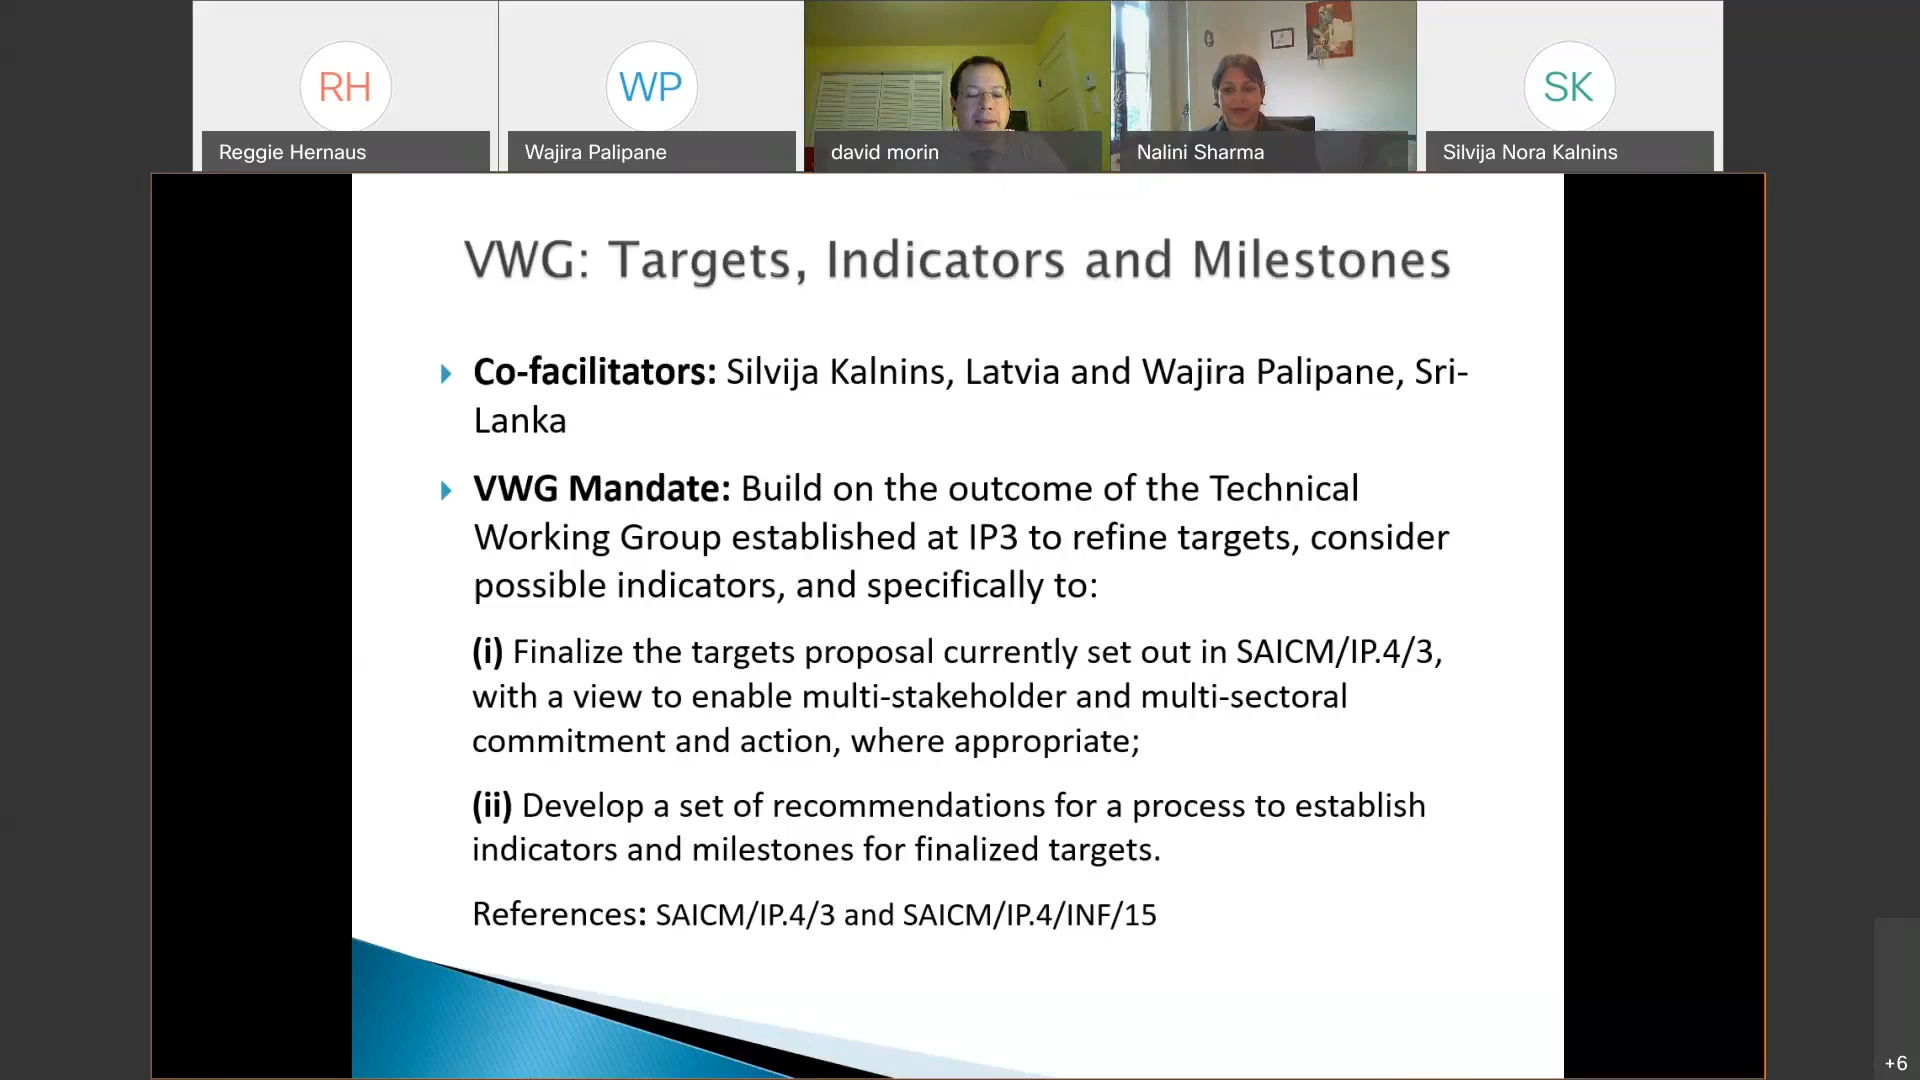 RH
WP
SK
Reggie Hernaus
Wajira Palipane
david morin
Nalini Sharma
Silvija Nora Kalnins
VWG: Targets, Indicators and Milestones
Co-facilitators: Silvija Kalnins, Latvia and Wajira Palipane, Sri-
Lanka
VWG Mandate: Build on the outcome of the Technical
Working Group established at IP3 to refine targets, consider
possible indicators, and specifically to:
(i) Finalize the targets proposal currently set out in SAICM/IP.4/3,
with a view to enable multi-stakeholder and multi-sectoral
commitment and action, where appropriate;
(ii) Develop a set of recommendations for a process to establish
indicators and milestones for finalized targets.
References: SAICM/IP.4/3 and SAICM/IP.4/INF/15
+6